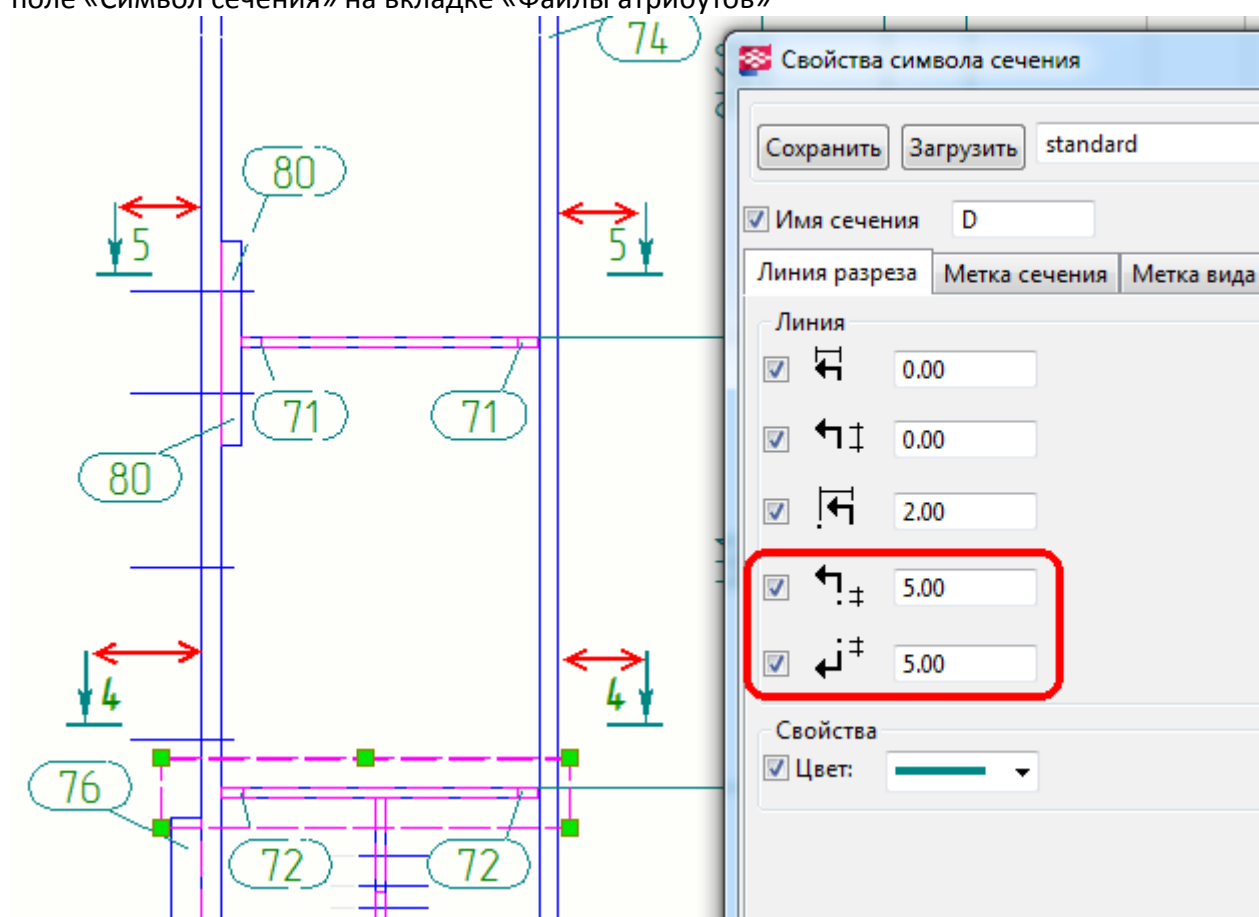 поле «Символ сечения» на вкладке «Файлы атрибутов»
74
80
5
5
71
71
80
4
4
76
72
72
Свойства символа сечения
Сохранить Загрузить standard
Имя сечения D
Линия разреза Метка сечения Метка вида
Линия
0.00
0.00
2.00
5.00
5.00
Свойства
Цвет: